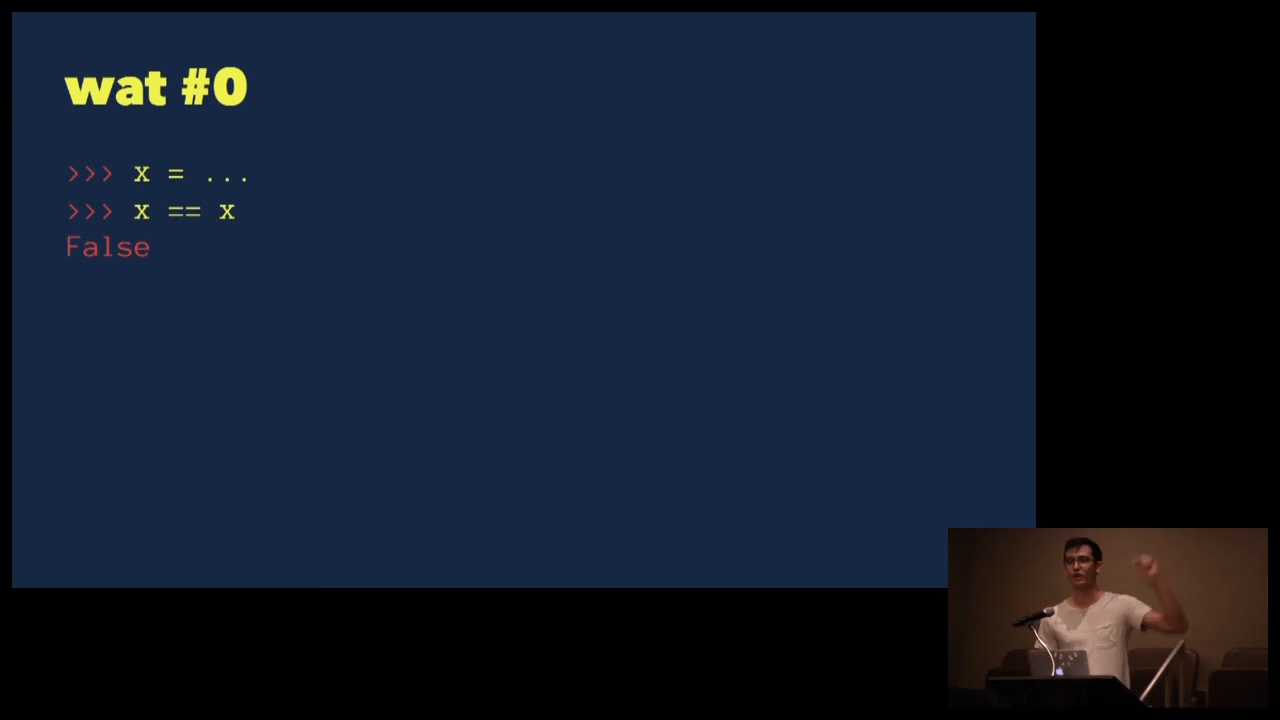 wat #0
>>> x = ...
>>> x == x
False